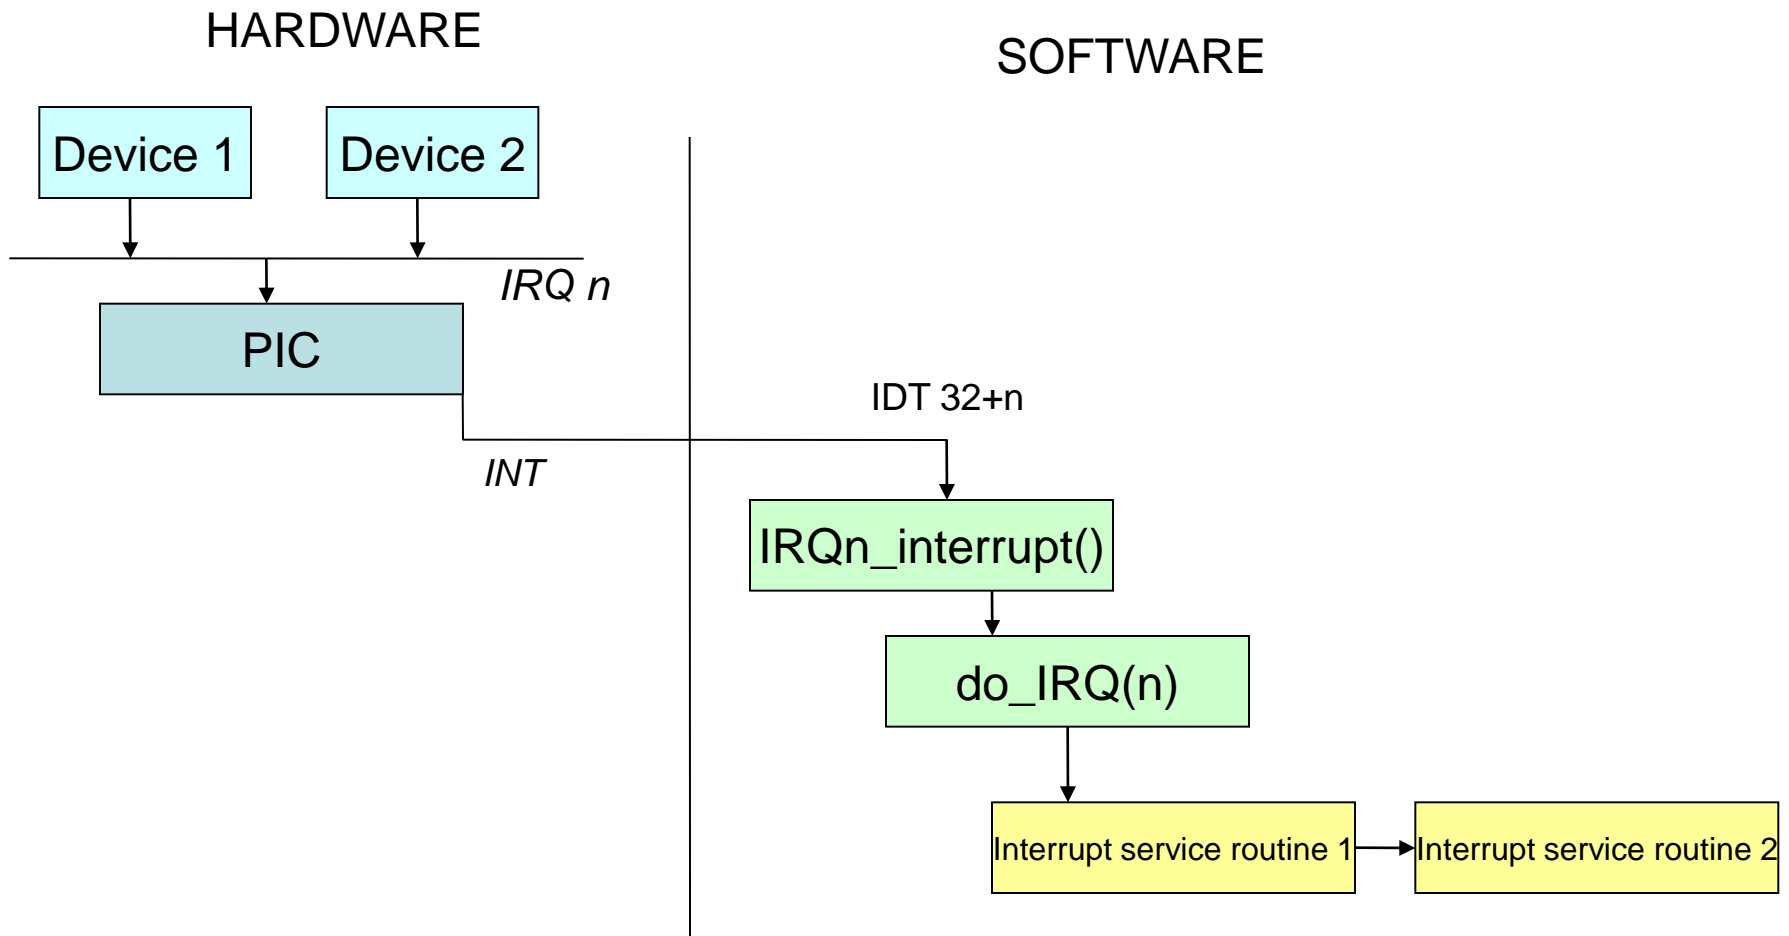 HARDWARE
SOFTWARE
Device 1
Device 2
IRQ n
PIC
IDT 32+n
INT
IRQn_interrupt()
do_IRQ(n)
Interrupt service routine 1
Interrupt service routine 2